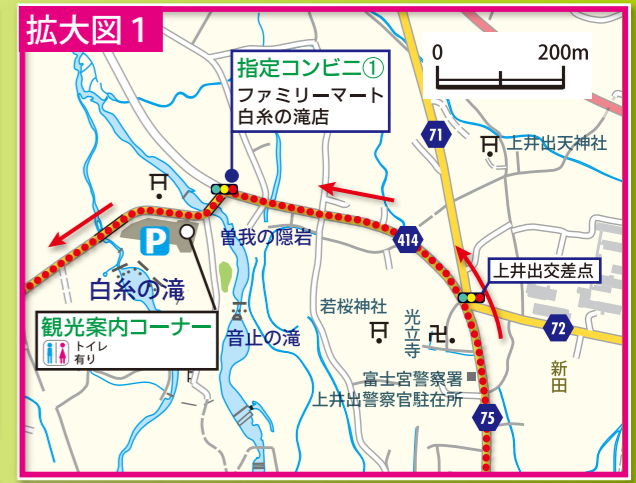 拡大図1
指定コンビニ①
ファミリーマート
白糸の滝店
0 200m
71
上井出天神社
曽我の隠岩
414
上井出交差点
P
白糸の滝
観光案内コーナー
トイレ
有り
音止の滝
若桜神社
光立寺
72
新田
富士宮警察署
上井出警察官駐在所
75